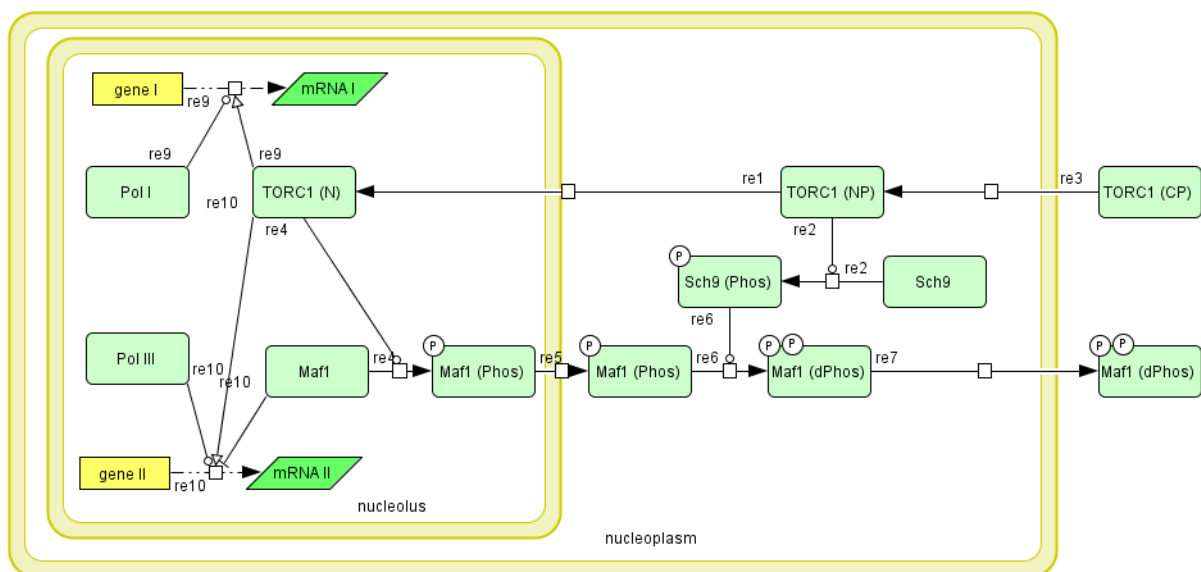 gene I
mRNA I
re9
re9
re9
Pol I
TORC1 (N)
re1
TORC1 (NP)
re3
TORC1 (CP)
re10
re4
re2
P
re2
Sch9 (Phos)
Sch9
re6
Pol III
re10
re10
Maf1
re4
P
Maf1 (Phos)
re5
P
Maf1 (Phos)
re6
P P
Maf1 (dPhos)
re7
P P
Maf1 (dPhos)
gene II
mRNA II
re10
nucleolus
nucleoplasm